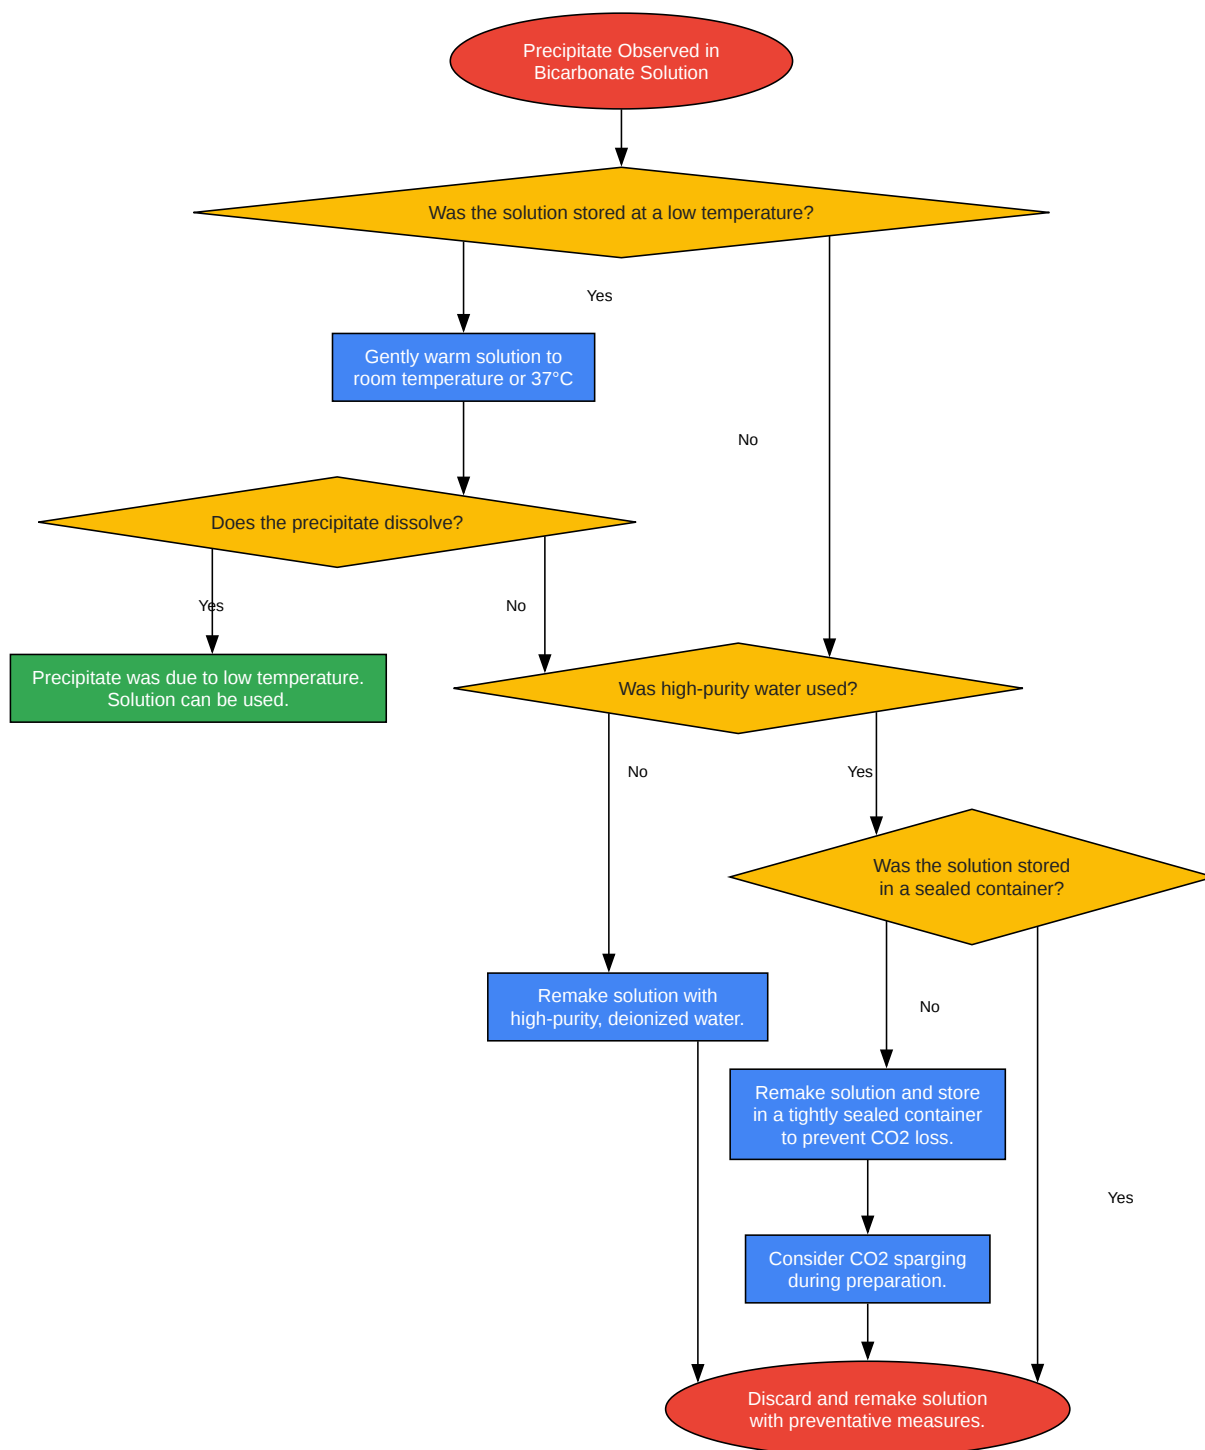 Precipitate Observed in
Bicarbonate Solution
Was the solution stored at a low temperature?
Yes
Gently warm solution to
room temperature or 37°C
No
Does the precipitate dissolve?
Yes
No
Precipitate was due to low temperature.
Solution can be used.
Was high-purity water used?
No
Yes
Was the solution stored
in a sealed container?
Remake solution with
high-purity, deionized water.
No
Remake solution and store
in a tightly sealed container
to prevent CO2 loss.
Yes
Consider CO2 sparging
during preparation.
Discard and remake solution
with preventative measures.